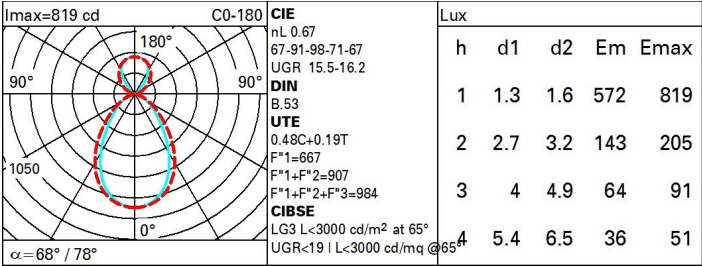 Imax=819 cd C0-180
180°
90° 90°
1050
0°
α=68° / 78°
CIE
nL 0.67
67-91-98-71-67
UGR 15.5-16.2
DIN
B.53
UTE
0.48C+0.19T
F"1=667
F"1+F"2=907
F"1+F"2+F"3=984
CIBSE
LG3 L<3000 cd/m² at 65°
UGR<19 | L<3000 cd/mq @65°
Lux
h d1 d2 Em Emax
1 1.3 1.6 572 819
2 2.7 3.2 143 205
3 4 4.9 64 91
4 5.4 6.5 36 51